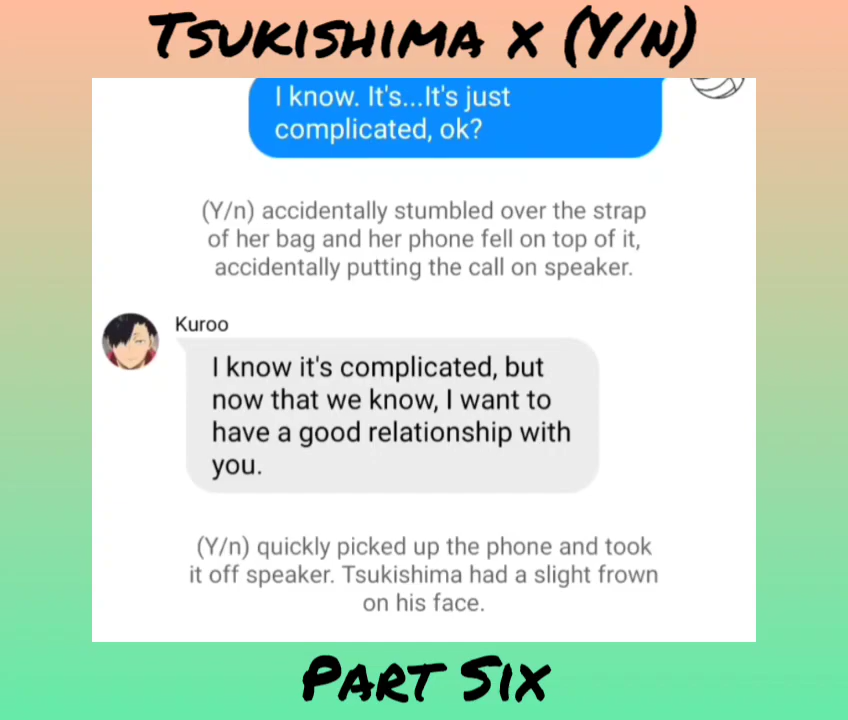 Tsukishima x (Y/n)
I know. It's...It's just
complicated, ok?
(Y/n) accidentally stumbled over the strap
of her bag and her phone fell on top of it,
accidentally putting the call on speaker.
Kuroo
I know it's complicated, but
now that we know, I want to
have a good relationship with
you.
(Y/n) quickly picked up the phone and took
it off speaker. Tsukishima had a slight frown
on his face.
Part Six